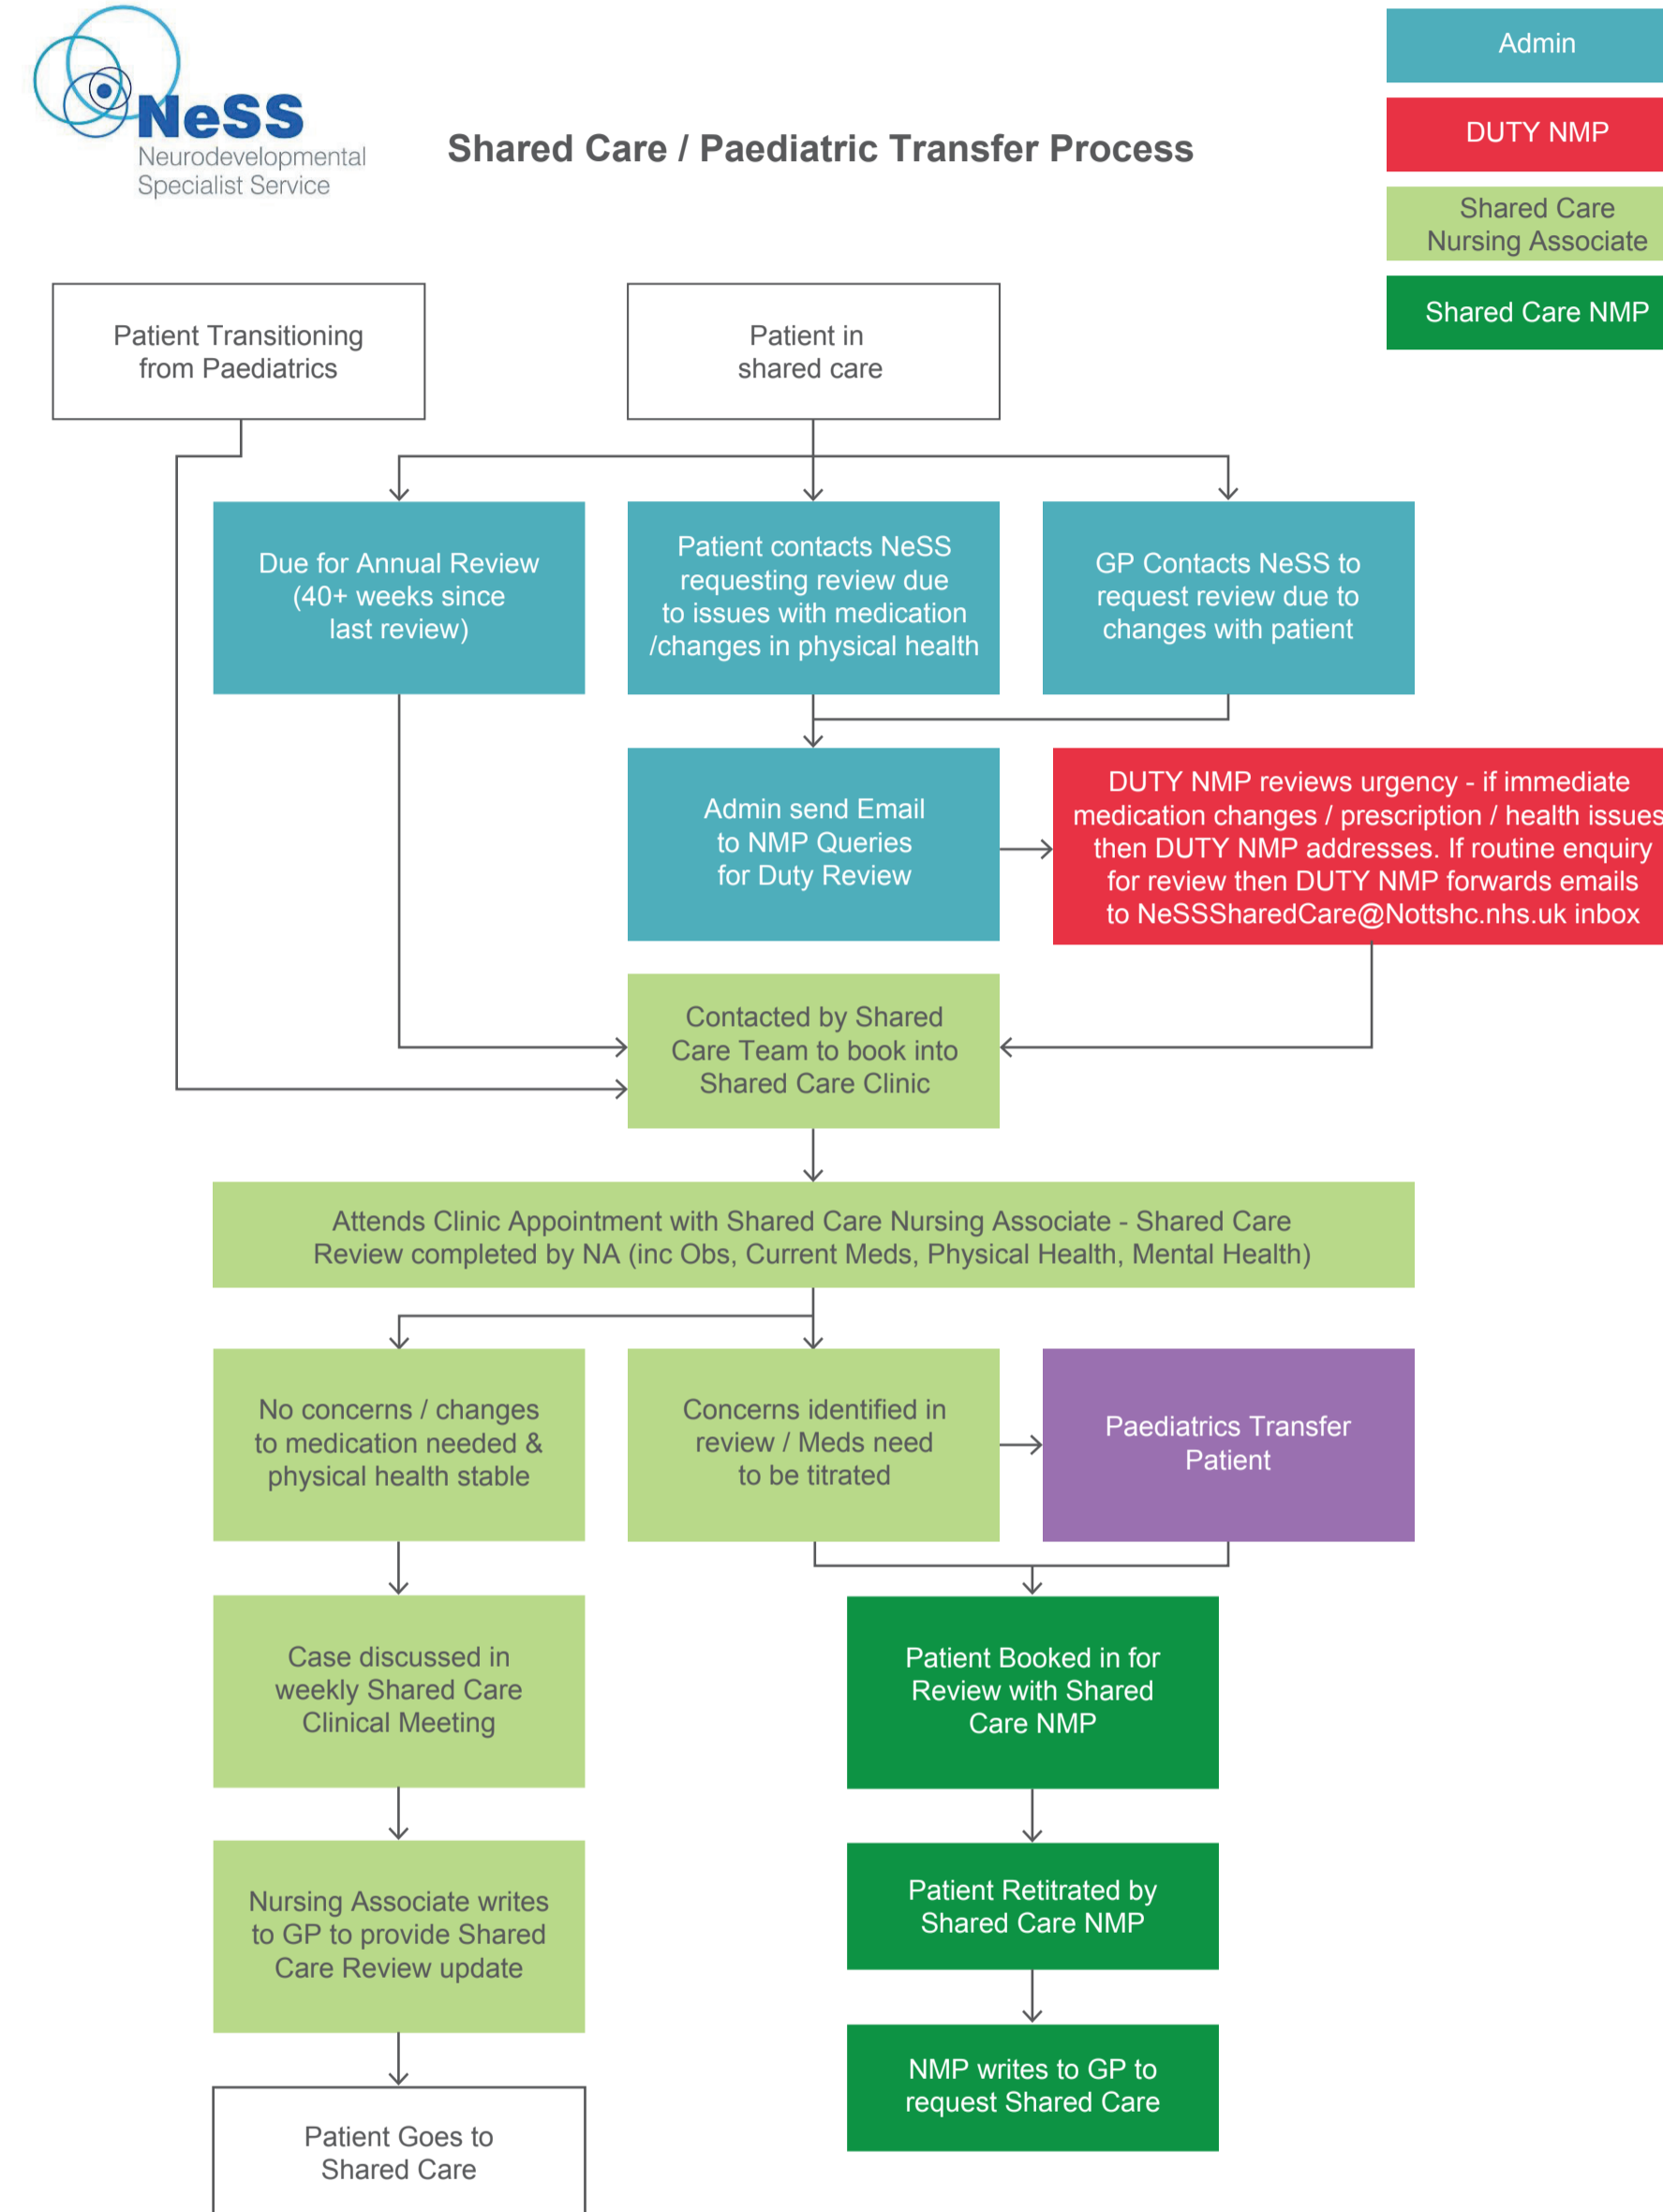 NeSS
Neurodevelopmental
Specialist Service
Shared Care / Paediatric Transfer Process
Admin
DUTY NMP
Shared Care
Nursing Associate
Shared Care NMP
Patient Transitioning
from Paediatrics
Patient in
shared care
Due for Annual Review
(40+ weeks since
last review)
Patient contacts NeSS
requesting review due
to issues with medication
/changes in physical health
GP Contacts NeSS to
request review due to
changes with patient
Admin send Email
to NMP Queries
for Duty Review
DUTY NMP reviews urgency - if immediate
medication changes / prescription / health issues
then DUTY NMP addresses. If routine enquiry
for review then DUTY NMP forwards emails
to NeSSSharedCare@Nottshc.nhs.uk inbox
Contacted by Shared
Care Team to book into
Shared Care Clinic
Attends Clinic Appointment with Shared Care Nursing Associate - Shared Care
Review completed by NA (inc Obs, Current Meds, Physical Health, Mental Health)
No concerns / changes
to medication needed &
physical health stable
Concerns identified in
review / Meds need
to be titrated
Paediatrics Transfer
Patient
Case discussed in
weekly Shared Care
Clinical Meeting
Patient Booked in for
Review with Shared
Care NMP
Nursing Associate writes
to GP to provide Shared
Care Review update
Patient Retitrated by
Shared Care NMP
NMP writes to GP to
request Shared Care
Patient Goes to
Shared Care